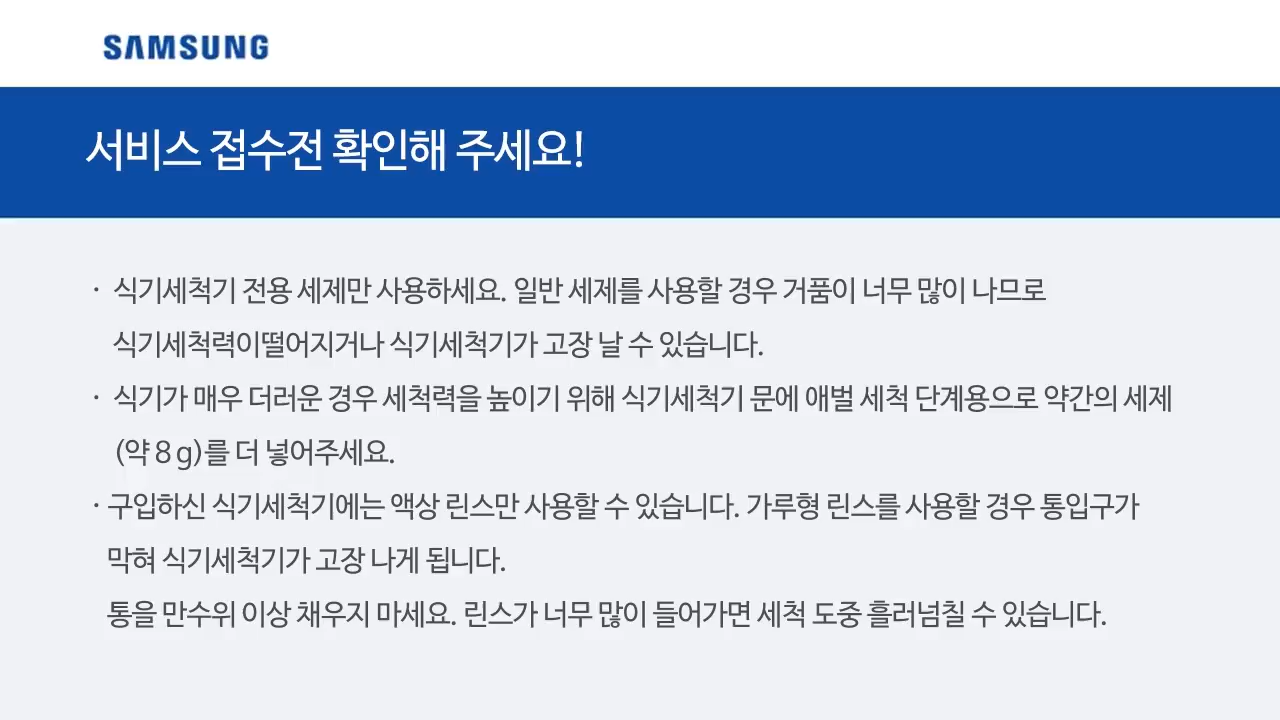 SAMSUNG
서비스 접수전 확인해 주세요!
· 식기세척기 전용 세제만 사용하세요. 일반 세제를 사용할 경우 거품이 너무 많이 나므로
식기세척력이떨어지거나 식기세척기가 고장 날 수 있습니다.
· 식기가 매우 더러운 경우 세척력을 높이기 위해 식기세척기 문에 애벌 세척 단계용으로 약간의 세제
(약 8 g)를 더 넣어주세요.
· 구입하신 식기세척기에는 액상 린스만 사용할 수 있습니다. 가루형 린스를 사용할 경우 통입구가
막혀 식기세척기가 고장 나게 됩니다.
통을 만수위 이상 채우지 마세요. 린스가 너무 많이 들어가면 세척 도중 흘러넘칠 수 있습니다.